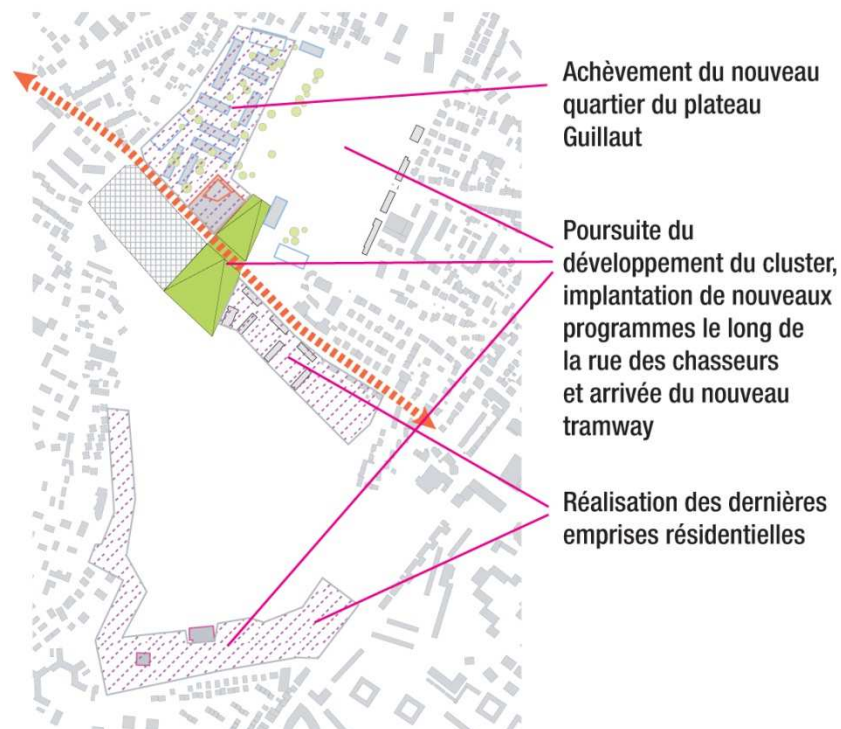 Achèvement du nouveau
quartier du plateau
Guillaut
Poursuite du
développement du cluster,
implantation de nouveaux
programmes le long de
la rue des chasseurs
et arrivée du nouveau
tramway
Réalisation des dernières
emprises résidentielles